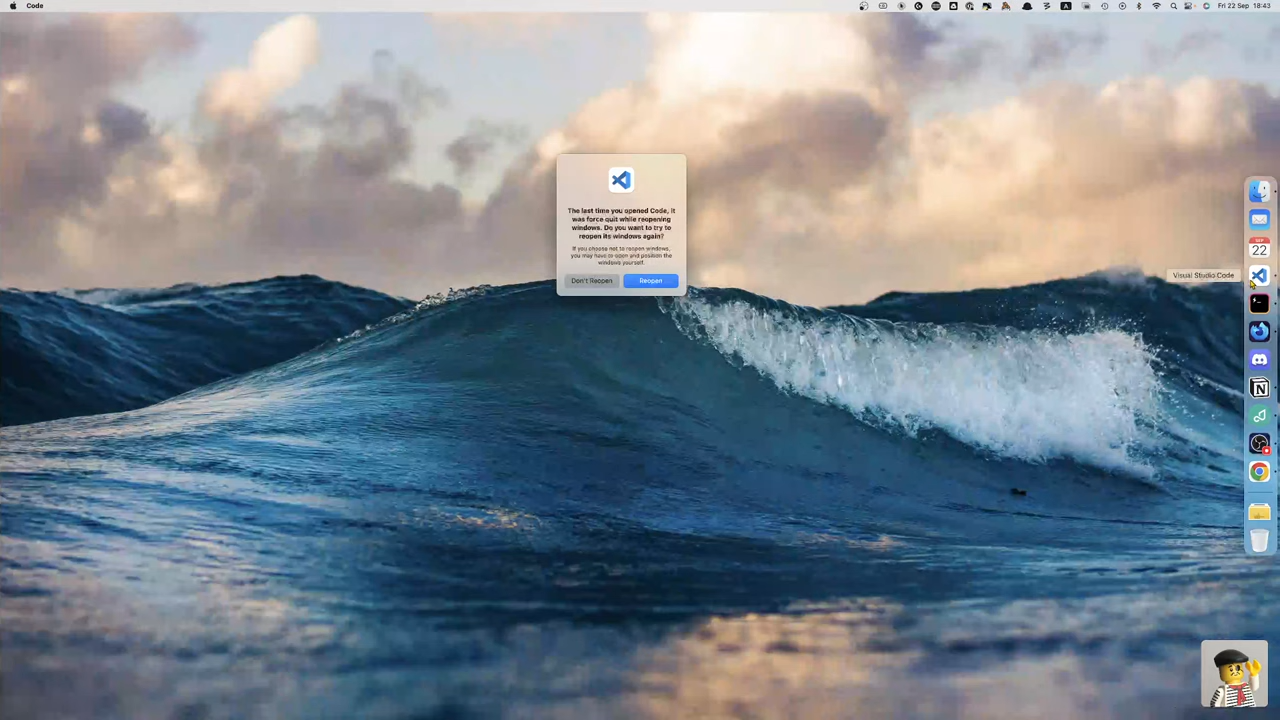 Code
A
Fri 22 Sep 18:43
The last time you opened Code, it
was force quit while reopening
windows. Do you want to try to
reopen its windows again?
If you choose not to reopen windows,
you may have to open and position the
windows yourself.
Don't Reopen
Reopen
SEP
22
Visual Studio Code